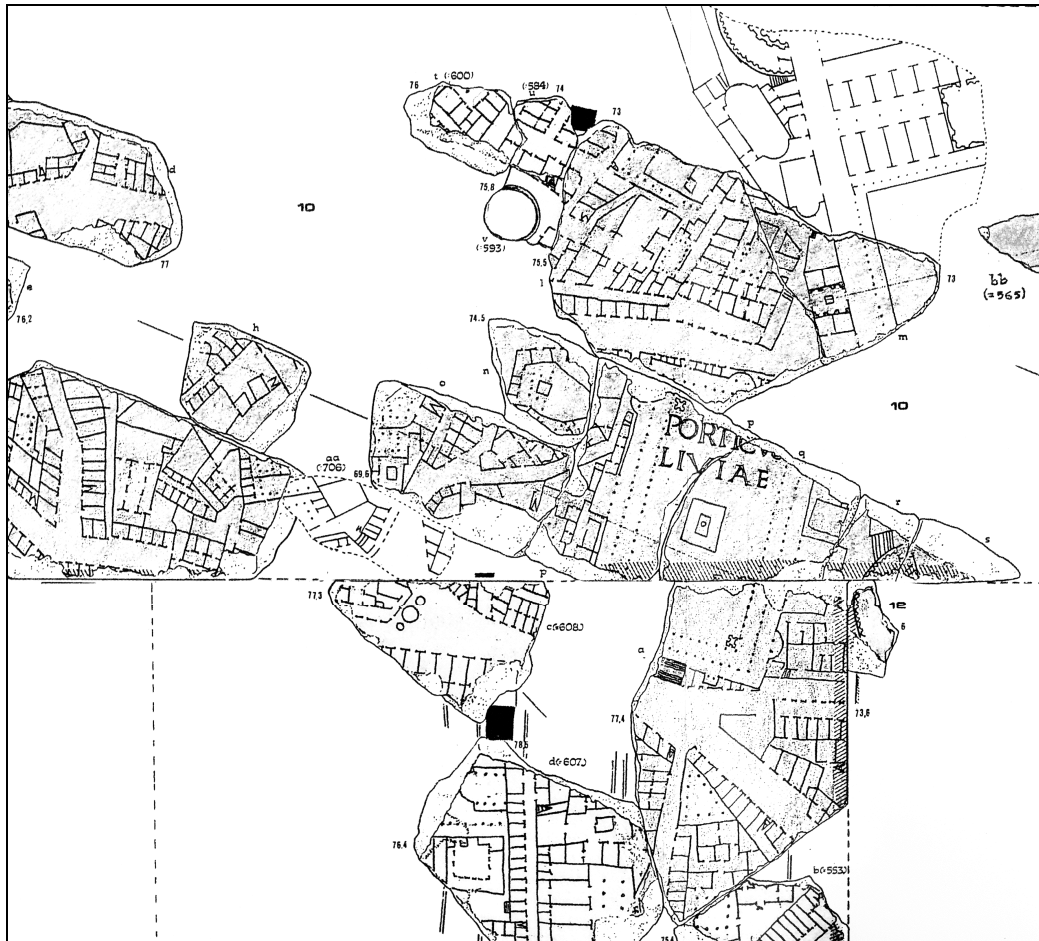 76
t (=600)
(=584)
u
74
73
d
10
77
75,8
v
(=593)
75,5
l
73
bb
(=565)
e
76,2
h
74,5
m
n
o
10
PORTICVS
LIVIAE
p
q
aa
(=706)
69,6
r
s
p
77,3
c(=608)
a
12
6
77,4
73,6
78,5
d(=607)
76,4
b(=553)
75,4